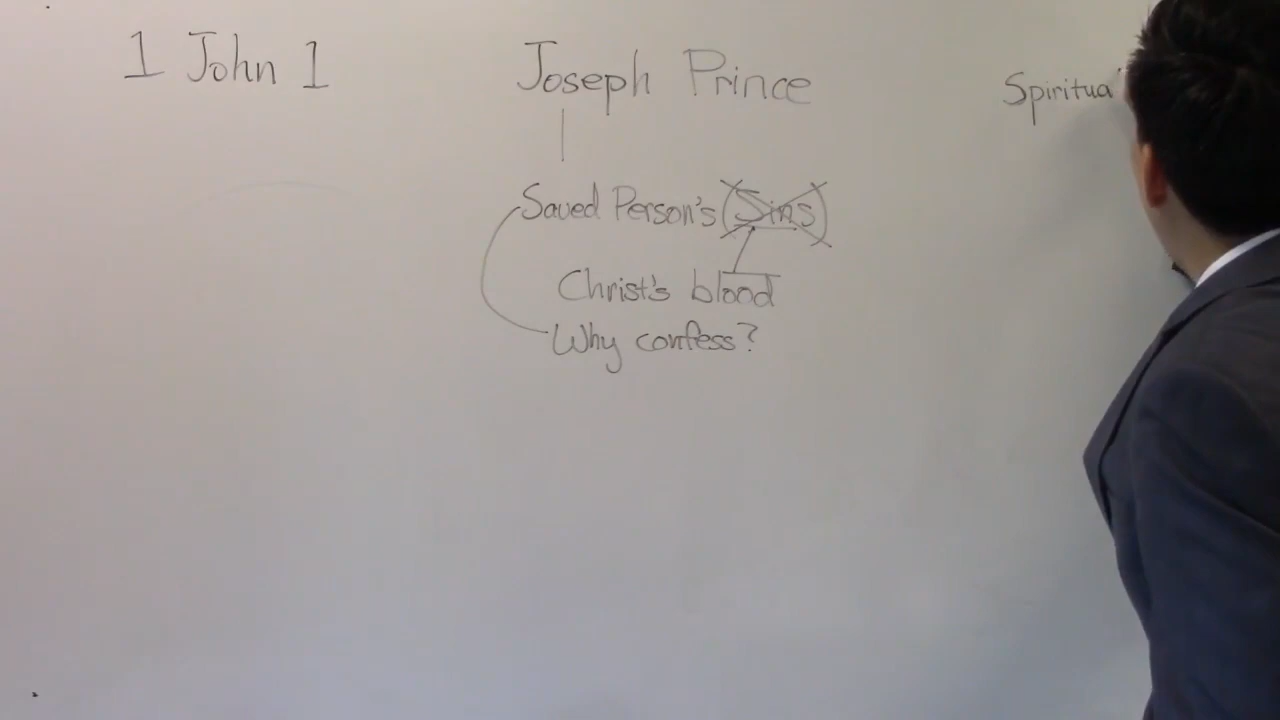 1 John 1
Joseph Prince
Spiritua
Saved Person's (Sins)
Christ's blood
Why confess?